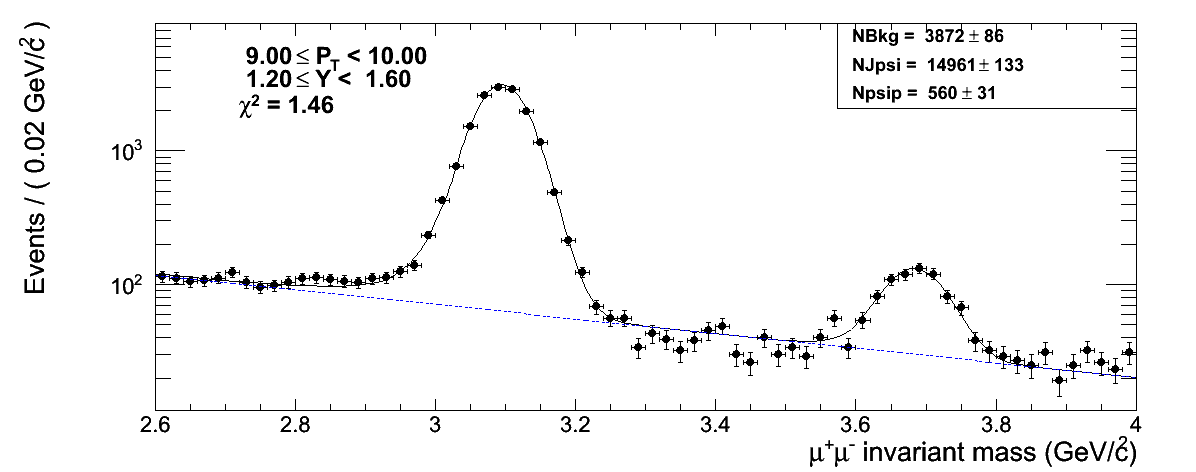 Events / ( 0.02 GeV/c² )
9.00 ≤ P_T < 10.00
1.20 ≤ Y < 1.60
χ² = 1.46
NBkg = 3872 ± 86
NJpsi = 14961 ± 133
Npsip = 560 ± 31
10³
10²
2.6 2.8 3 3.2 3.4 3.6 3.8 4
μ⁺μ⁻ invariant mass (GeV/c²)